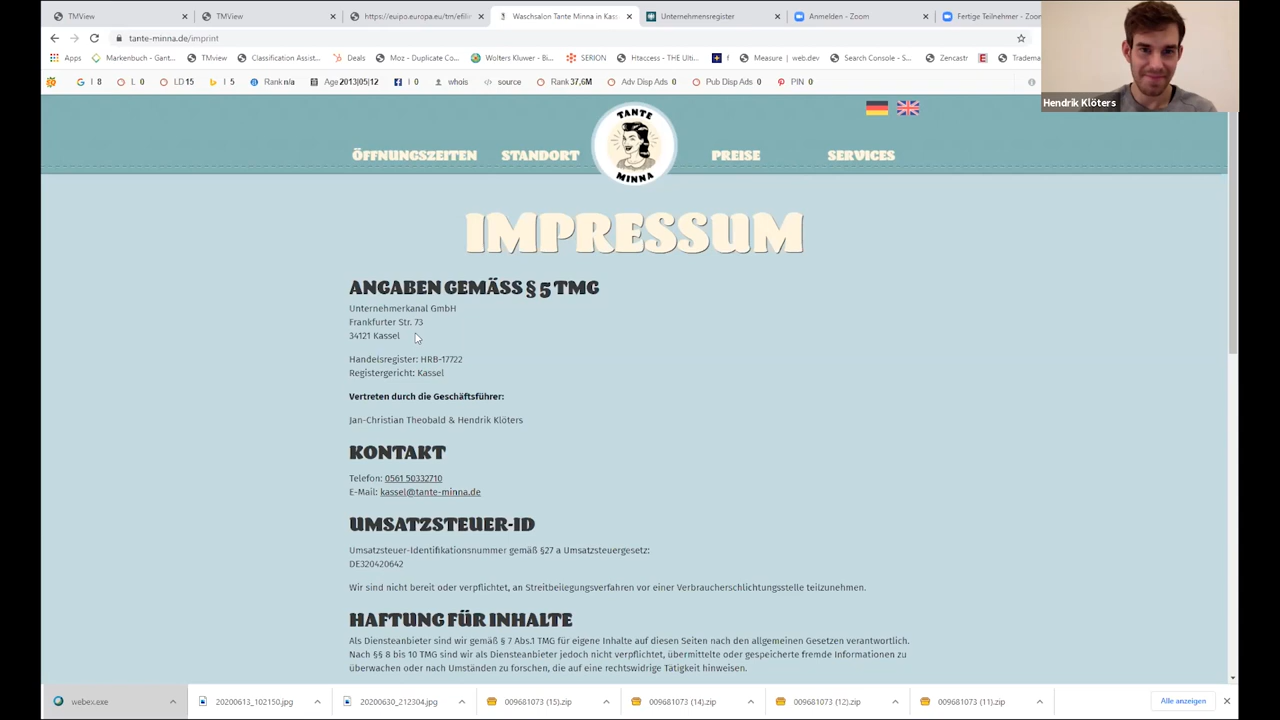 TMView
TMView
https://euipo.europa.eu/tm/efilin
Waschsalon Tante Minna in Kass
Unternehmensregister
Anmelden - Zoom
Fertige Teilnehmer - Zoom
tante-minna.de/imprint
Apps
Markenbuch - Gant...
TMview
Classification Assist...
Deals
Moz - Duplicate Co...
Wolters Kluwer - Bi...
SERION
Htaccess - THE Ulti...
f
Measure | web.dev
Search Console - S...
Zencastr
Tradema
I 8
L 0
LD 15
I 5
Rank n/a
Age 2013|05|12
I 0
whois
source
Rank 37,6M
Adv Disp Ads 0
Pub Disp Ads 0
PIN 0
Hendrik Klöters
TANTE
MINNA
ÖFFNUNGSZEITEN
STANDORT
PREISE
SERVICES
IMPRESSUM
ANGABEN GEMÄSS § 5 TMG
Unternehmerkanal GmbH
Frankfurter Str. 73
34121 Kassel
Handelsregister: HRB-17722
Registergericht: Kassel
Vertreten durch die Geschäftsführer:
Jan-Christian Theobald & Hendrik Klöters
KONTAKT
Telefon: 0561 50332710
E-Mail: kassel@tante-minna.de
UMSATZSTEUER-ID
Umsatzsteuer-Identifikationsnummer gemäß §27 a Umsatzsteuergesetz:
DE320420642
Wir sind nicht bereit oder verpflichtet, an Streitbeilegungsverfahren vor einer Verbraucherschlichtungsstelle teilzunehmen.
HAFTUNG FÜR INHALTE
Als Diensteanbieter sind wir gemäß § 7 Abs.1 TMG für eigene Inhalte auf diesen Seiten nach den allgemeinen Gesetzen verantwortlich.
Nach §§ 8 bis 10 TMG sind wir als Diensteanbieter jedoch nicht verpflichtet, übermittelte oder gespeicherte fremde Informationen zu
überwachen oder nach Umständen zu forschen, die auf eine rechtswidrige Tätigkeit hinweisen.
webex.exe
20200613_102150.jpg
20200630_212304.jpg
009681073 (15).zip
009681073 (14).zip
009681073 (12).zip
009681073 (11).zip
Alle anzeigen